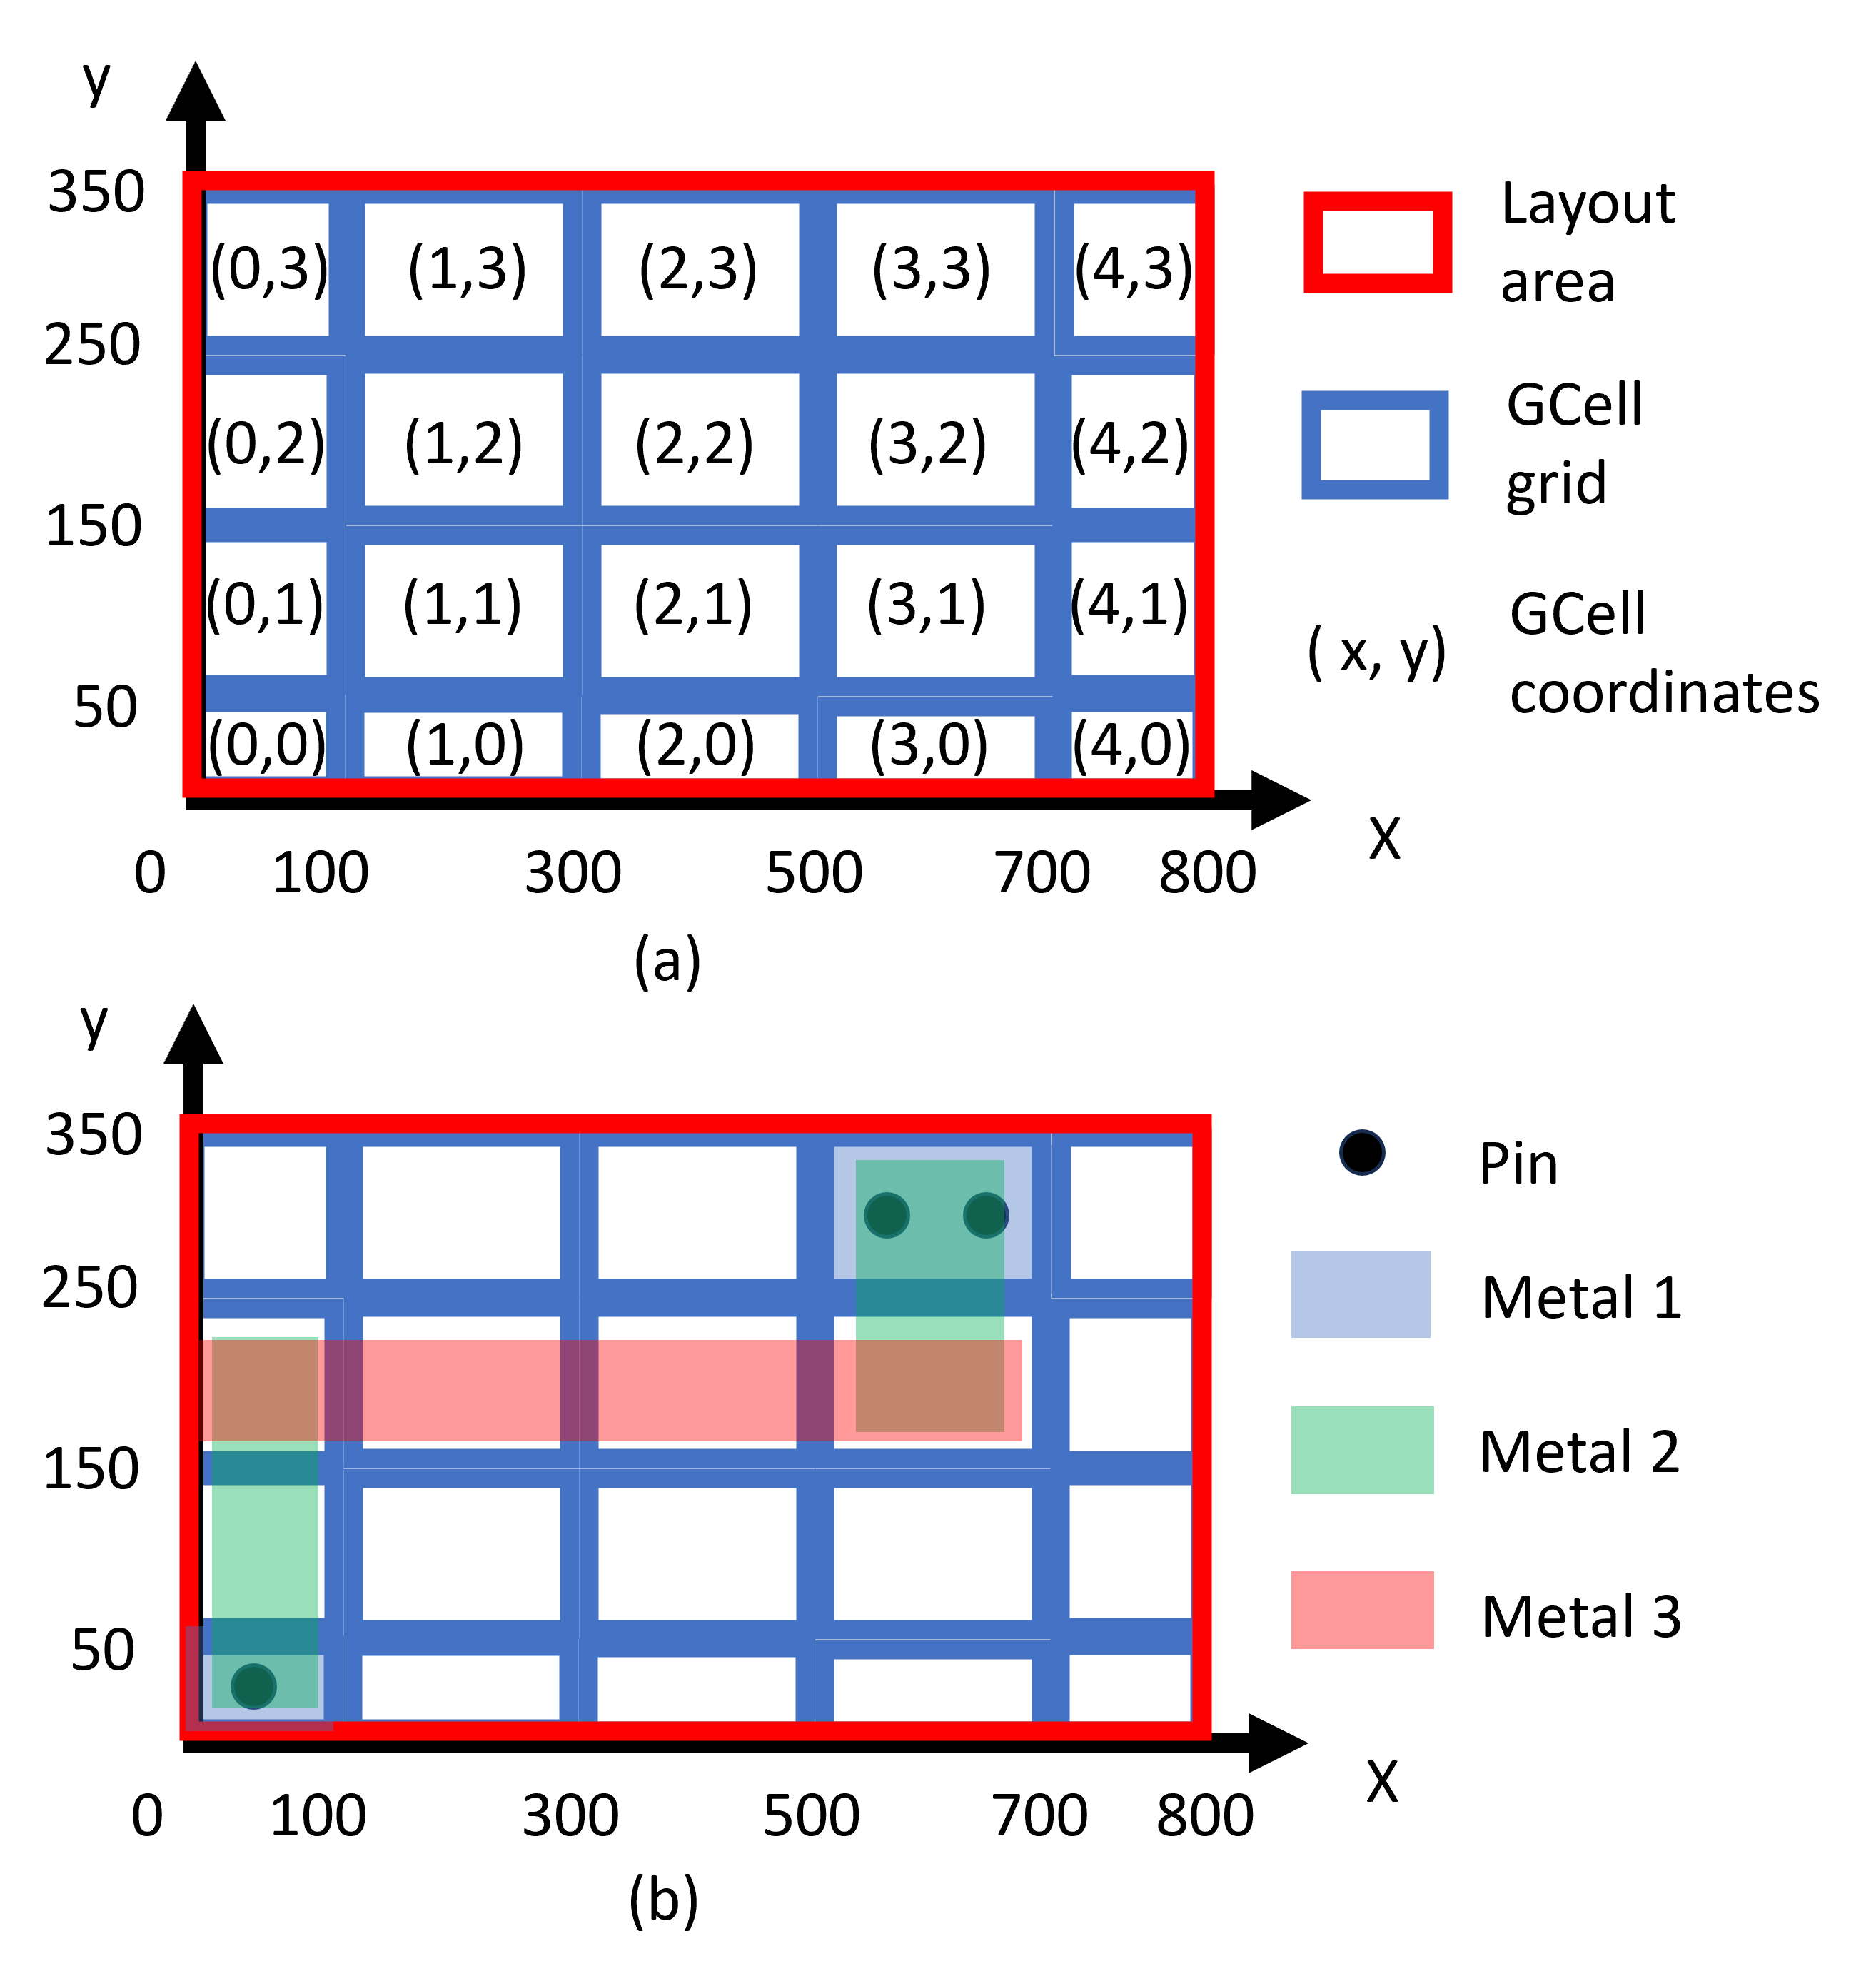 y
350
250
150
50
(0,3) (1,3) (2,3) (3,3) (4,3)
(0,2) (1,2) (2,2) (3,2) (4,2)
(0,1) (1,1) (2,1) (3,1) (4,1)
(0,0) (1,0) (2,0) (3,0) (4,0)
0 100 300 500 700 800
X
Layout
area
GCell
grid
( x, y)
GCell
coordinates
(a)
y
350
250
150
50
0 100 300 500 700 800
X
Pin
Metal 1
Metal 2
Metal 3
(b)